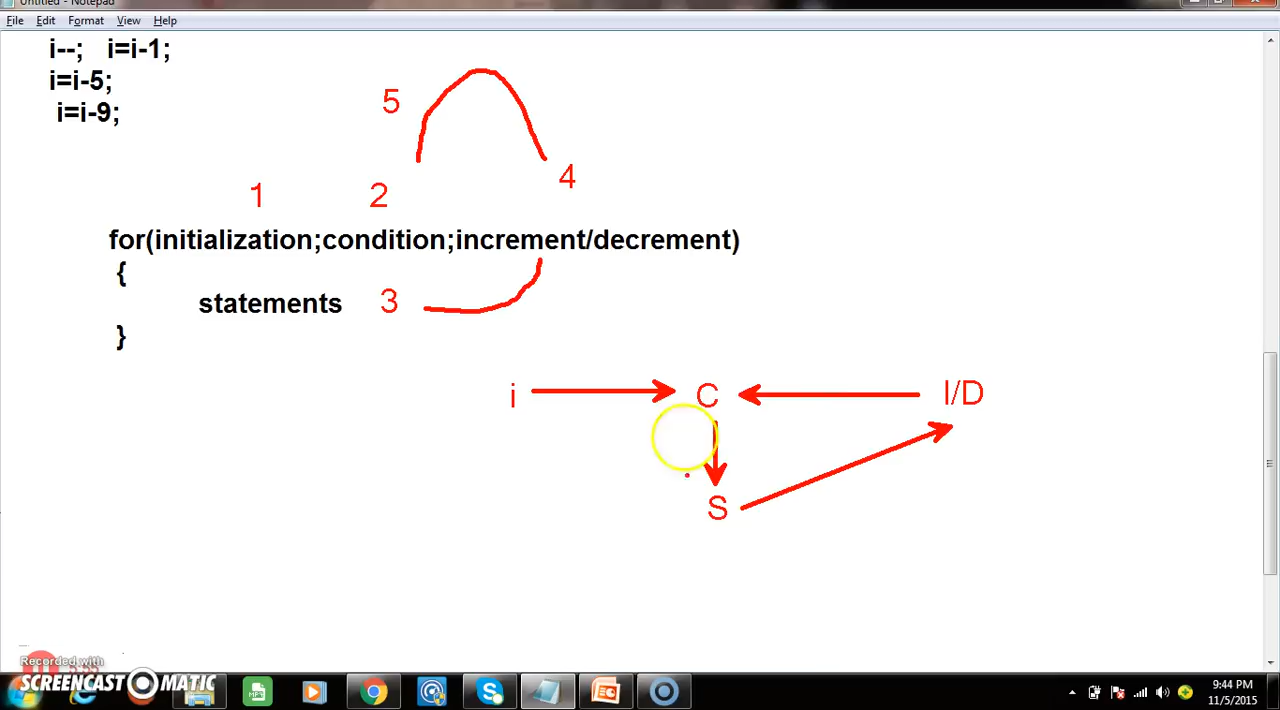 Untitled - Notepad
File Edit Format View Help
i--; i=i-1;
i=i-5;
i=i-9;
5
4
1 2
for(initialization;condition;increment/decrement)
{
statements 3
}
i C I/D
S
Recorded with
SCREENCAST MATIC
MP3
9:44 PM
11/5/2015